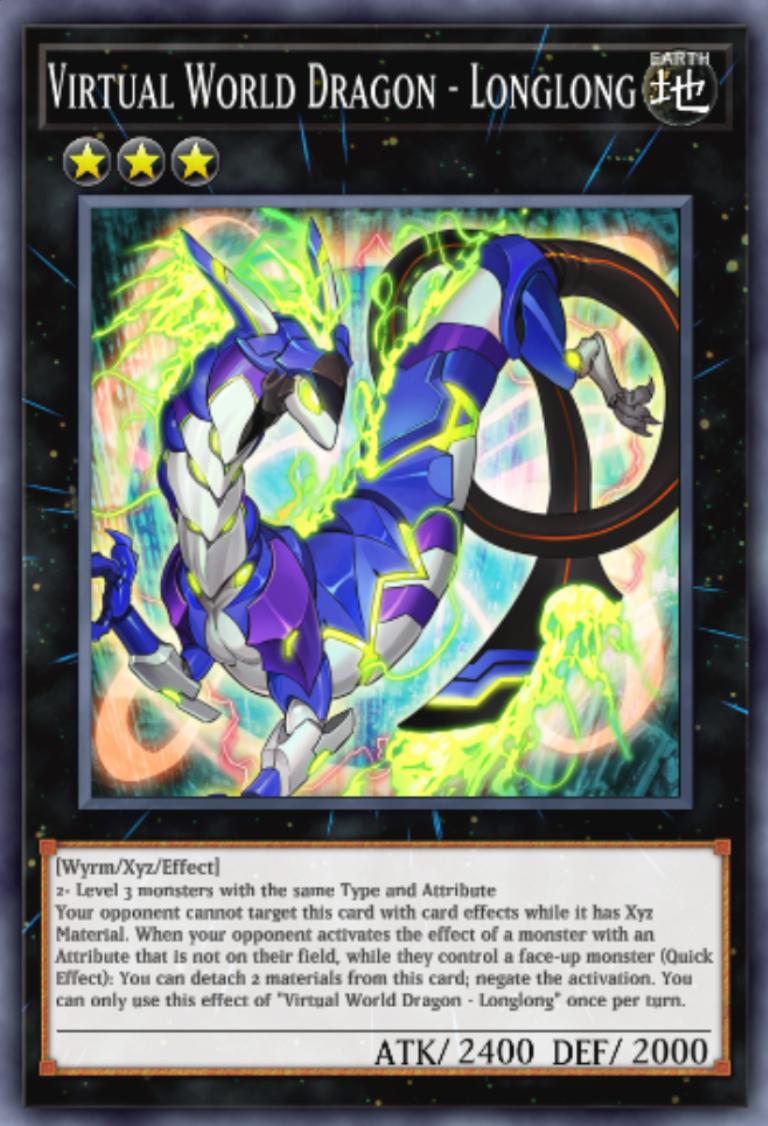 VIRTUAL WORLD DRAGON - LONGLONG
EARTH
地
[Wyrm/Xyz/Effect]
2- Level 3 monsters with the same Type and Attribute
Your opponent cannot target this card with card effects while it has Xyz
Material. When your opponent activates the effect of a monster with an
Attribute that is not on their field, while they control a face-up monster (Quick
Effect): You can detach 2 materials from this card; negate the activation. You
can only use this effect of "Virtual World Dragon - Longlong" once per turn.
ATK/ 2400 DEF/ 2000